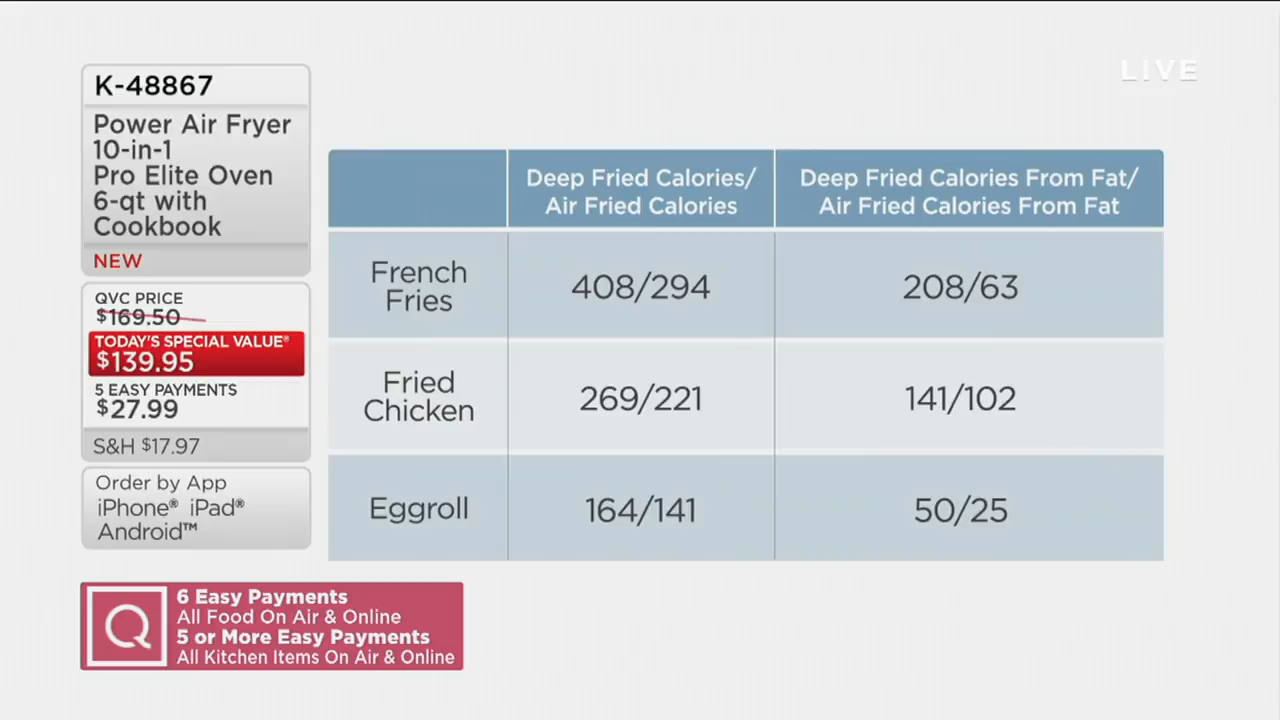 LIVE
K-48867
Power Air Fryer
10-in-1
Pro Elite Oven
6-qt with
Cookbook
NEW
QVC PRICE
$169.50
TODAY'S SPECIAL VALUE®
$139.95
5 EASY PAYMENTS
$27.99
S&H $17.97
Order by App
iPhone® iPad®
Android™
Deep Fried Calories/
Air Fried Calories
Deep Fried Calories From Fat/
Air Fried Calories From Fat
French
Fries
408/294
208/63
Fried
Chicken
269/221
141/102
Eggroll
164/141
50/25
Q
6 Easy Payments
All Food On Air & Online
5 or More Easy Payments
All Kitchen Items On Air & Online